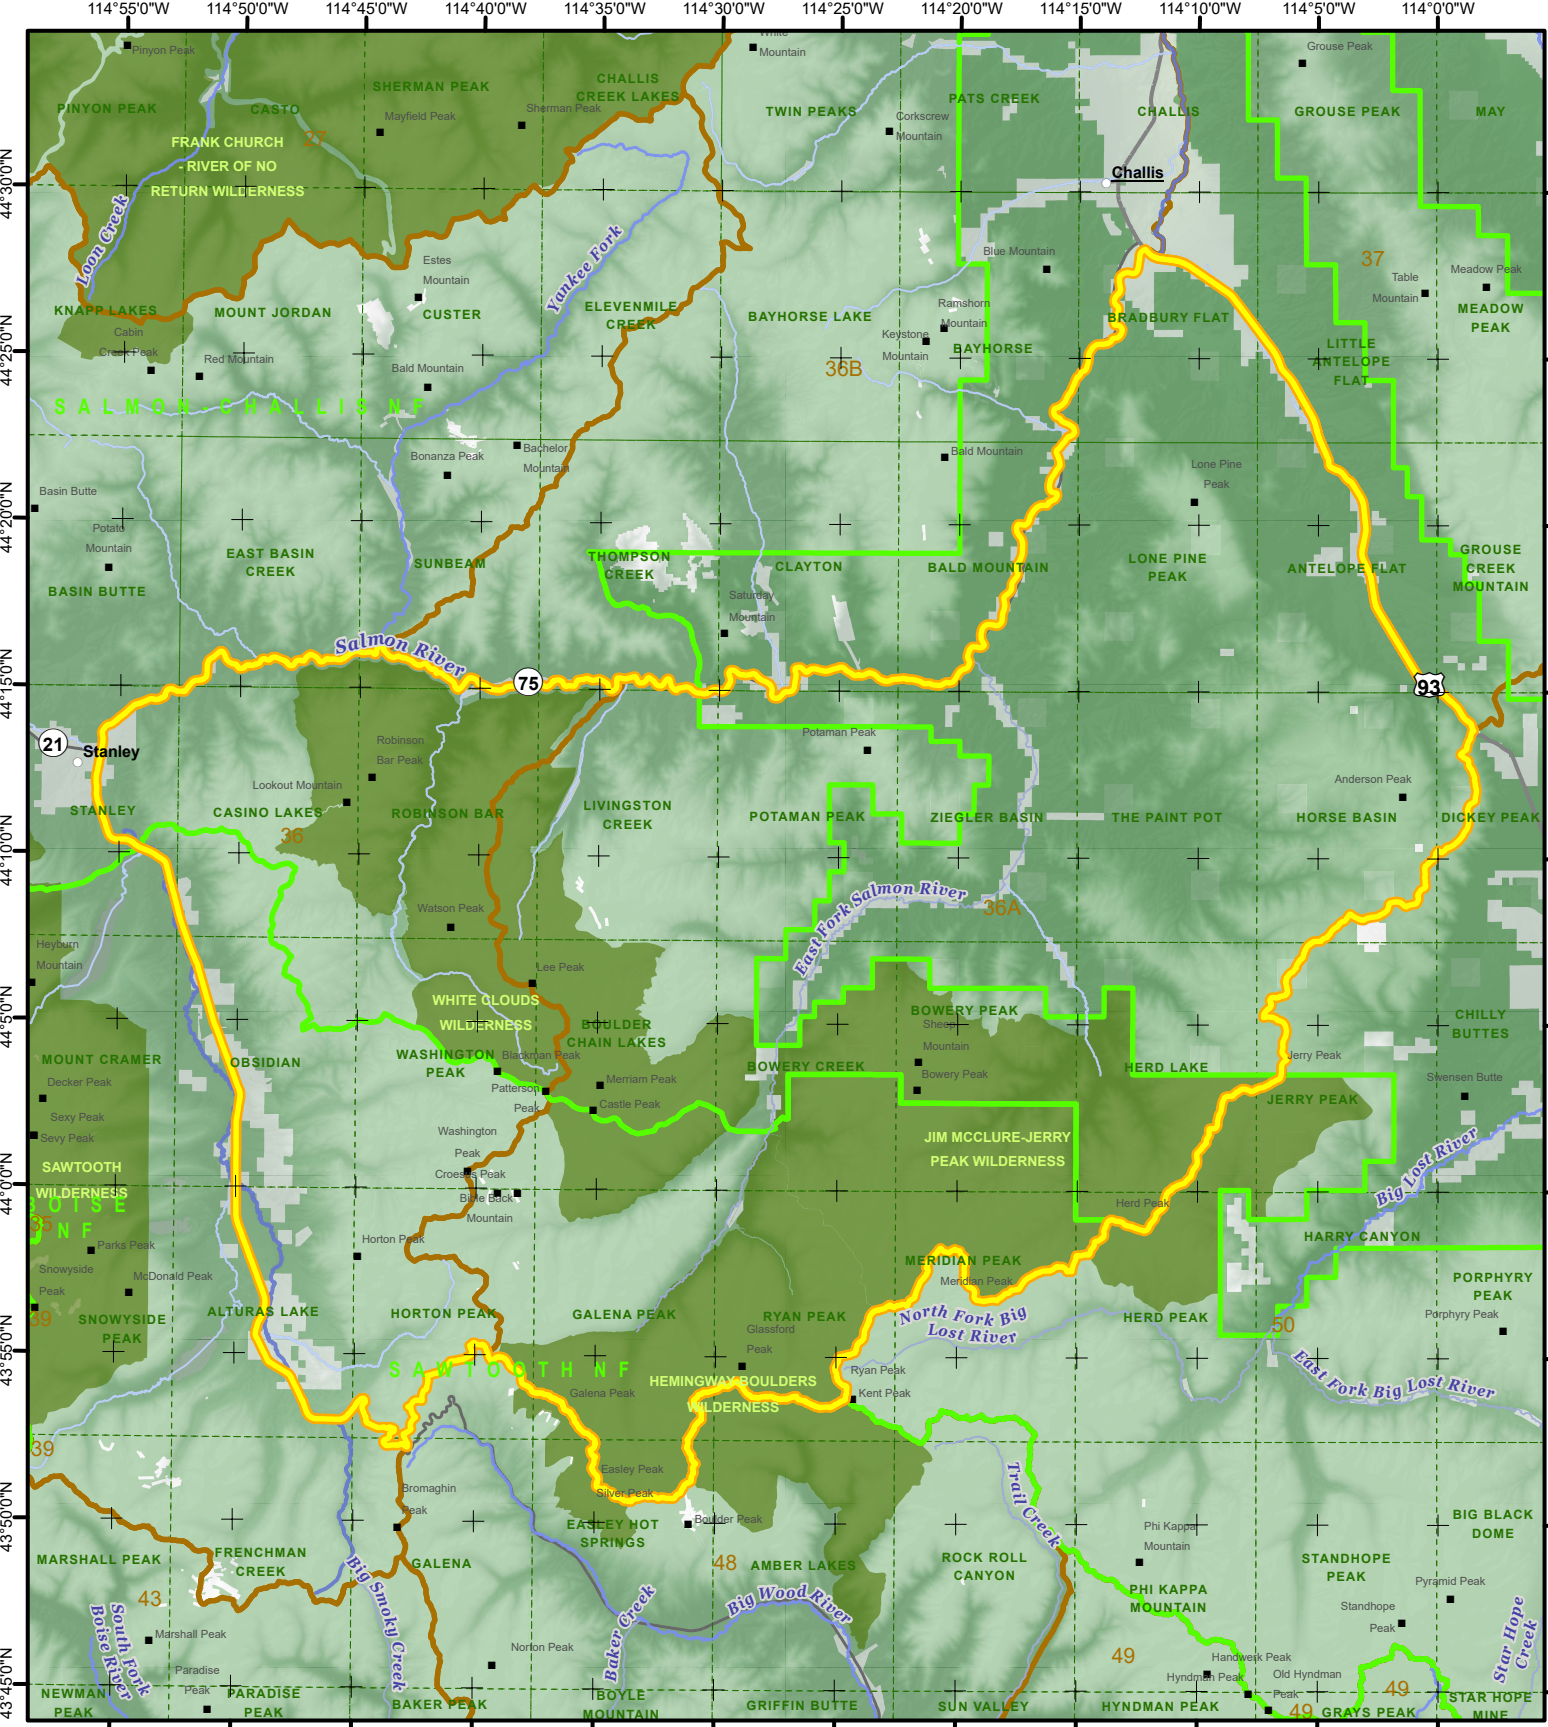 114°55'0"W 114°50'0"W 114°45'0"W 114°40'0"W 114°35'0"W 114°30'0"W 114°25'0"W 114°20'0"W 114°15'0"W 114°10'0"W 114°5'0"W 114°0'0"W
Pinyon Peak
White
Mountain
Grouse Peak
SHERMAN PEAK
CHALLIS
CREEK LAKES
PINYON PEAK
CASTO
Mayfield Peak
Sherman Peak
TWIN PEAKS
PATS CREEK
CHALLIS
GROUSE PEAK
MAY
Corkscrew
Mountain
FRANK CHURCH
- RIVER OF NO
RETURN WILDERNESS
27
44°30'0"N
Challis
Loon Creek
Yankee Fork
Estes
Mountain
Blue Mountain
37
Table
Mountain
Meadow Peak
MEADOW
PEAK
KNAPP LAKES
MOUNT JORDAN
CUSTER
ELEVENMILE
CREEK
BAYHORSE LAKE
Ramshorn
Mountain
Keystone
Mountain
BAYHORSE
BRADBURY FLAT
LITTLE
ANTELOPE
FLAT
Cabin
Creek Peak
Red Mountain
Bald Mountain
36B
44°25'0"N
SALMON-CHALLIS NF
Bonanza Peak
Bachelor
Mountain
Bald Mountain
Lone Pine
Peak
Basin Butte
44°20'0"N
Potato
Mountain
BASIN BUTTE
EAST BASIN
CREEK
SUNBEAM
THOMPSON
CREEK
CLAYTON
BALD MOUNTAIN
LONE PINE
PEAK
ANTELOPE FLAT
GROUSE
CREEK
MOUNTAIN
Saturday
Mountain
Salmon River
44°15'0"N
75
93
21
Stanley
Robinson
Bar Peak
Potaman Peak
Lookout Mountain
Anderson Peak
STANLEY
CASINO LAKES
ROBINSON BAR
LIVINGSTON
CREEK
POTAMAN PEAK
ZIEGLER BASIN
THE PAINT POT
HORSE BASIN
DICKEY PEAK
36
44°10'0"N
East Fork Salmon River
36A
Watson Peak
Heyburn
Mountain
Lee Peak
WHITE CLOUDS
WILDERNESS
BOULDER
CHAIN LAKES
BOWERY PEAK
CHILLY
BUTTES
44°5'0"N
Sheep
Mountain
MOUNT CRAMER
OBSIDIAN
WASHINGTON
PEAK
Blackman Peak
BOWERY CREEK
Bowery Peak
HERD LAKE
Jerry Peak
Decker Peak
Patterson
Peak
Merriam Peak
Castle Peak
Swensen Butte
JERRY PEAK
Sexy Peak
Sevy Peak
Washington
Peak
JIM MCCLURE-JERRY
PEAK WILDERNESS
Big Lost River
SAWTOOTH
WILDERNESS
Croesus Peak
Bible Back
Mountain
44°0'0"N
BOISE
NF
35
Herd Peak
Parks Peak
Horton Peak
HARRY CANYON
Snowyside
Peak
McDonald Peak
MERIDIAN PEAK
Meridian Peak
PORPHYRY
PEAK
Porphyry Peak
39
SNOWYSIDE
PEAK
ALTURAS LAKE
HORTON PEAK
GALENA PEAK
RYAN PEAK
North Fork Big
Lost River
HERD PEAK
50
Glassford
Peak
43°55'0"N
SAWTOOTH NF
Galena Peak
HEMINGWAY-BOULDERS
WILDERNESS
Ryan Peak
Kent Peak
East Fork Big Lost River
39
Easley Peak
Silver Peak
Trail Creek
Bromaghin
Peak
43°50'0"N
Boulder Peak
EASLEY HOT
SPRINGS
Phi Kappa
Mountain
BIG BLACK
DOME
MARSHALL PEAK
FRENCHMAN
CREEK
GALENA
48
AMBER LAKES
ROCK ROLL
CANYON
PHI KAPPA
MOUNTAIN
STANDHOPE
PEAK
Pyramid Peak
Standhope
Peak
43
Big Smoky Creek
Baker Creek
Big Wood River
South Fork
Boise River
Marshall Peak
Paradise
Peak
Norton Peak
49
Handwerk Peak
Hyndman Peak
Old Hyndman
Peak
Star Hope
Creek
43°45'0"N
NEWMAN
PEAK
PARADISE
PEAK
BAKER PEAK
BOYLE
MOUNTAIN
GRIFFIN BUTTE
SUN VALLEY
HYNDMAN PEAK
49
49
GRAYS PEAK
STAR HOPE
MINE